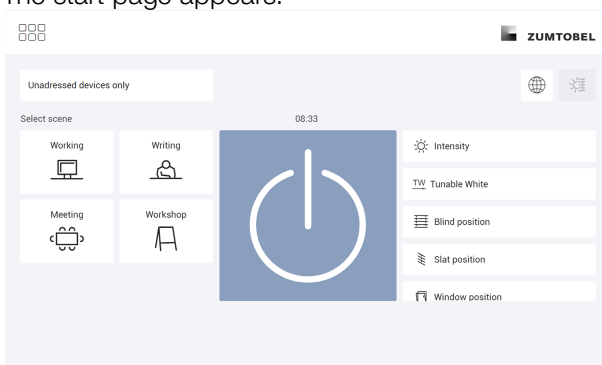 The start page appears.
ZUMTOBEL
Unadressed devices only
Select scene
08:33
Working
Writing
Meeting
Workshop
Intensity
TW Tunable White
Blind position
Slat position
Window position